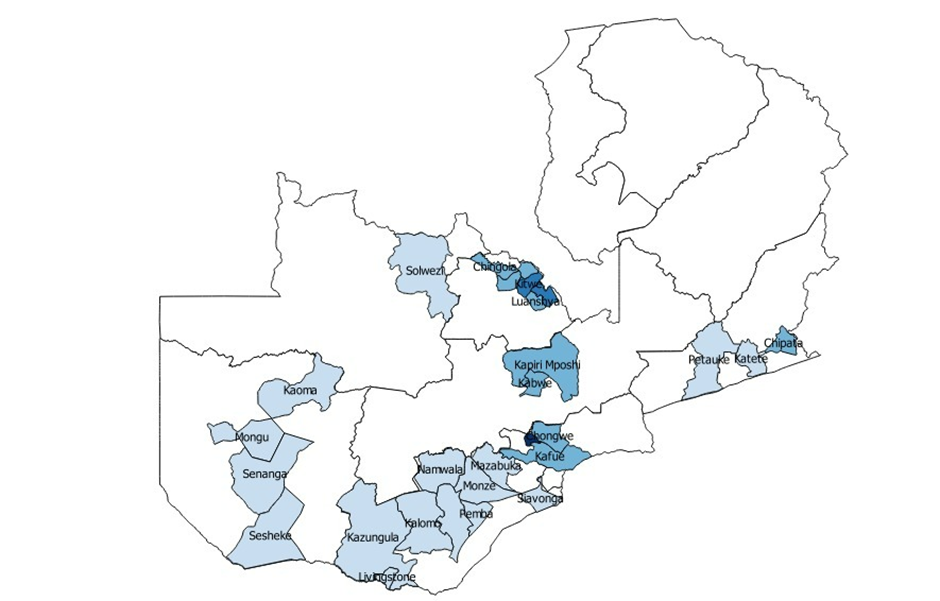 Solwezi
Chingola
Kitwe
Luanshya
Kapiri Mposhi
Kabwe
Petauke
Katete
Chipata
Kaoma
Mongu
Senanga
Sesheke
Chongwe
Kafue
Namwala
Mazabuka
Monze
Siavonga
Pemba
Kalomo
Kazungula
Livingstone